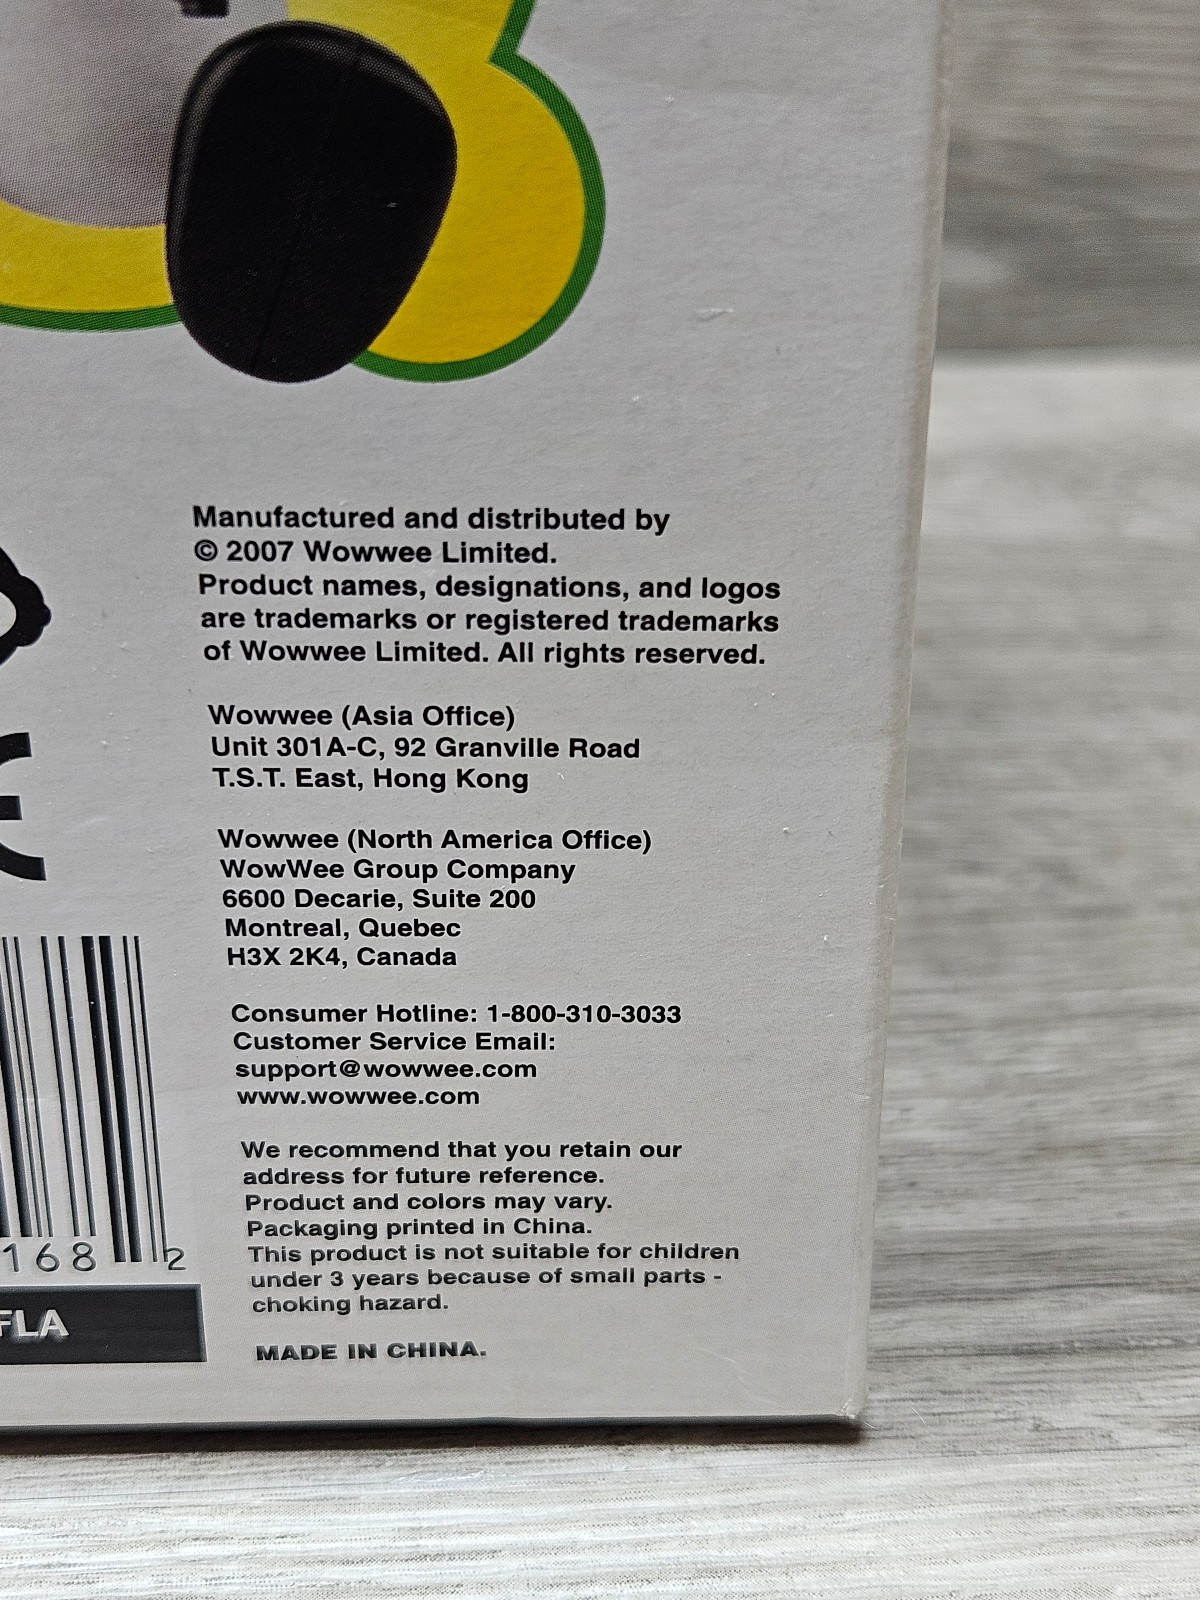 Manufactured and distributed by
© 2007 Wowwee Limited.
Product names, designations, and logos
are trademarks or registered trademarks
of Wowwee Limited. All rights reserved.
Wowwee (Asia Office)
Unit 301A-C, 92 Granville Road
T.S.T. East, Hong Kong
Wowwee (North America Office)
WowWee Group Company
6600 Decarie, Suite 200
Montreal, Quebec
H3X 2K4, Canada
Consumer Hotline: 1-800-310-3033
Customer Service Email:
support@wowwee.com
www.wowwee.com
We recommend that you retain our
address for future reference.
Product and colors may vary.
Packaging printed in China.
This product is not suitable for children
under 3 years because of small parts -
choking hazard.
MADE IN CHINA.
168 2
FLA